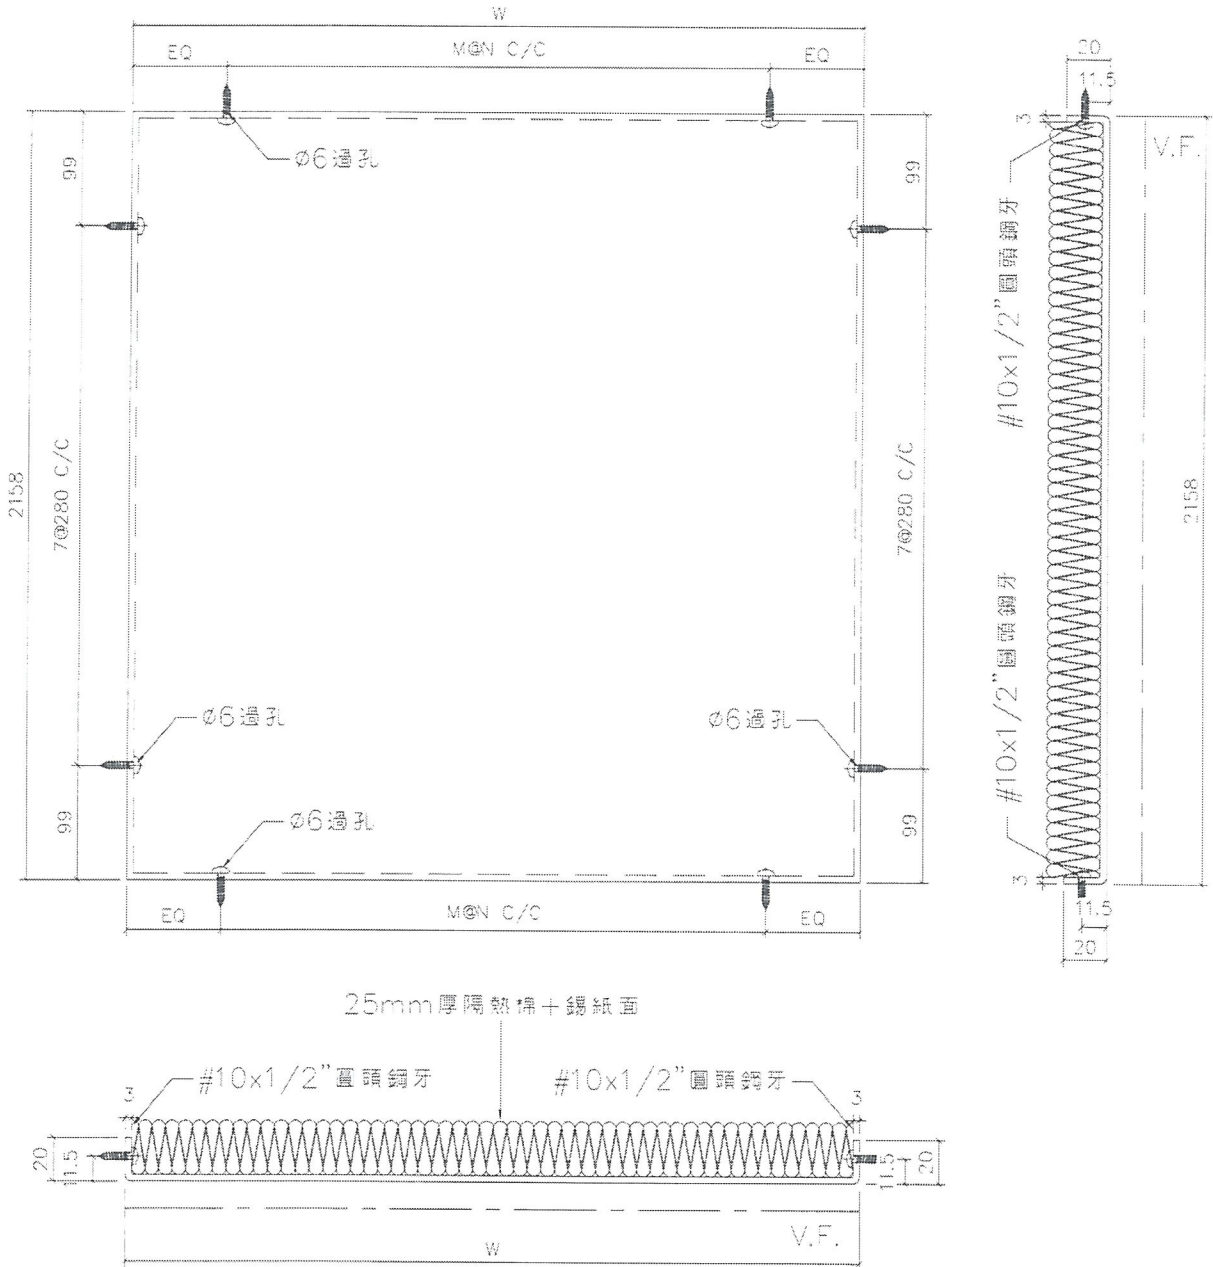 W
EQ
M@N C/C
EQ
20
11.5
3
V.F.
Ø6過孔
99
99
#10x1/2”圓頭鋼牙
2158
7@280 C/C
7@280 C/C
2158
#10x1/2”圓頭鋼牙
Ø6過孔
Ø6過孔
99
Ø6過孔
99
3
EQ
M@N C/C
EQ
11.5
20
25mm厚隔熱棉+錫紙面
#10x1/2”圓頭鋼牙
#10x1/2”圓頭鋼牙
3
3
20
11.5
11.5
20
V.F.
W